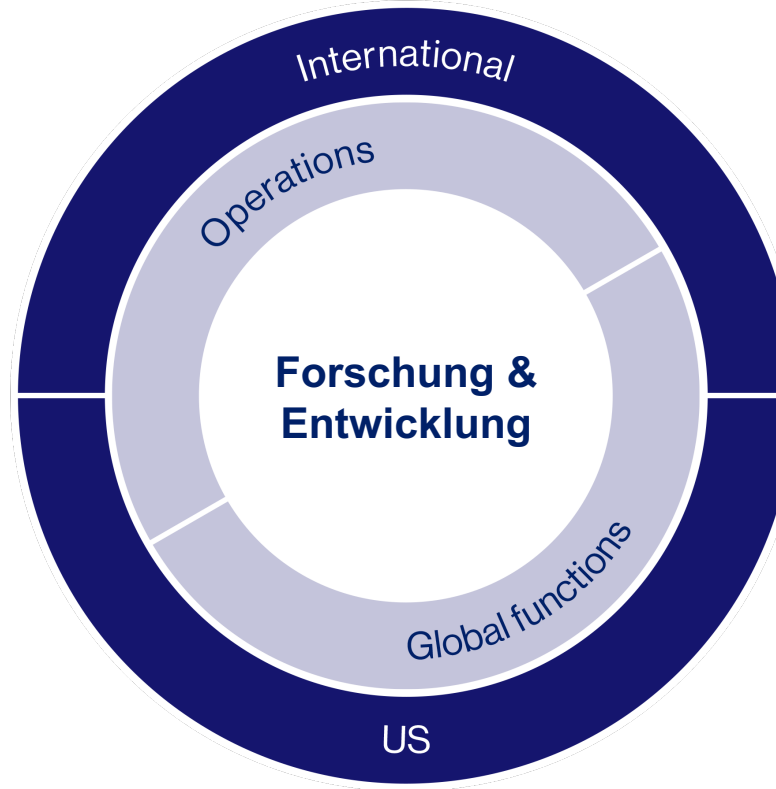 International
Operations
Forschung &
Entwicklung
Global functions
US